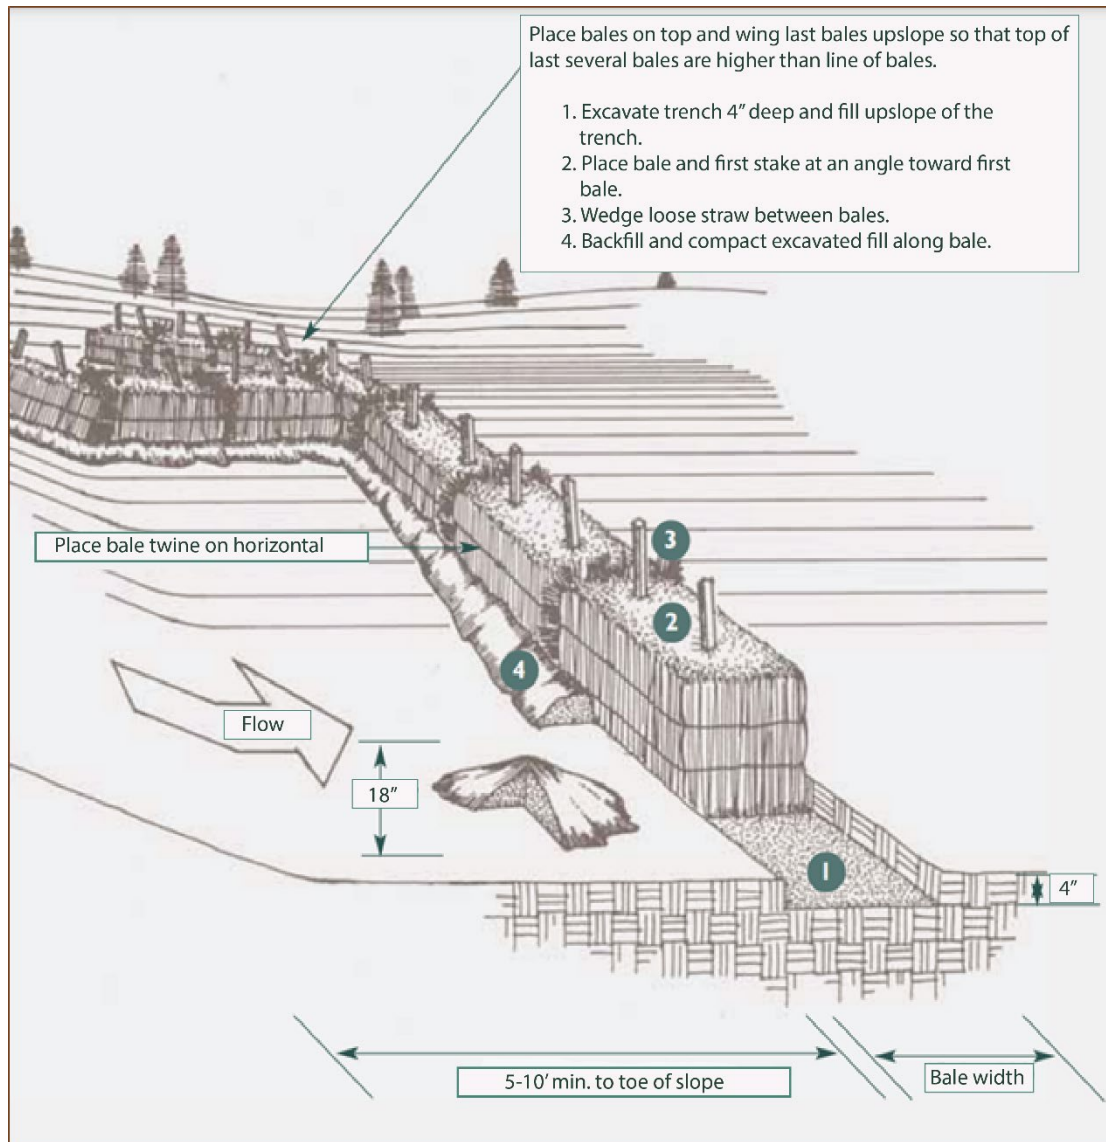 Place bales on top and wing last bales upslope so that top of
last several bales are higher than line of bales.
1. Excavate trench 4” deep and fill upslope of the
trench.
2. Place bale and first stake at an angle toward first
bale.
3. Wedge loose straw between bales.
4. Backfill and compact excavated fill along bale.
Place bale twine on horizontal
3
2
4
Flow
18”
1
4”
5-10’ min. to toe of slope
Bale width